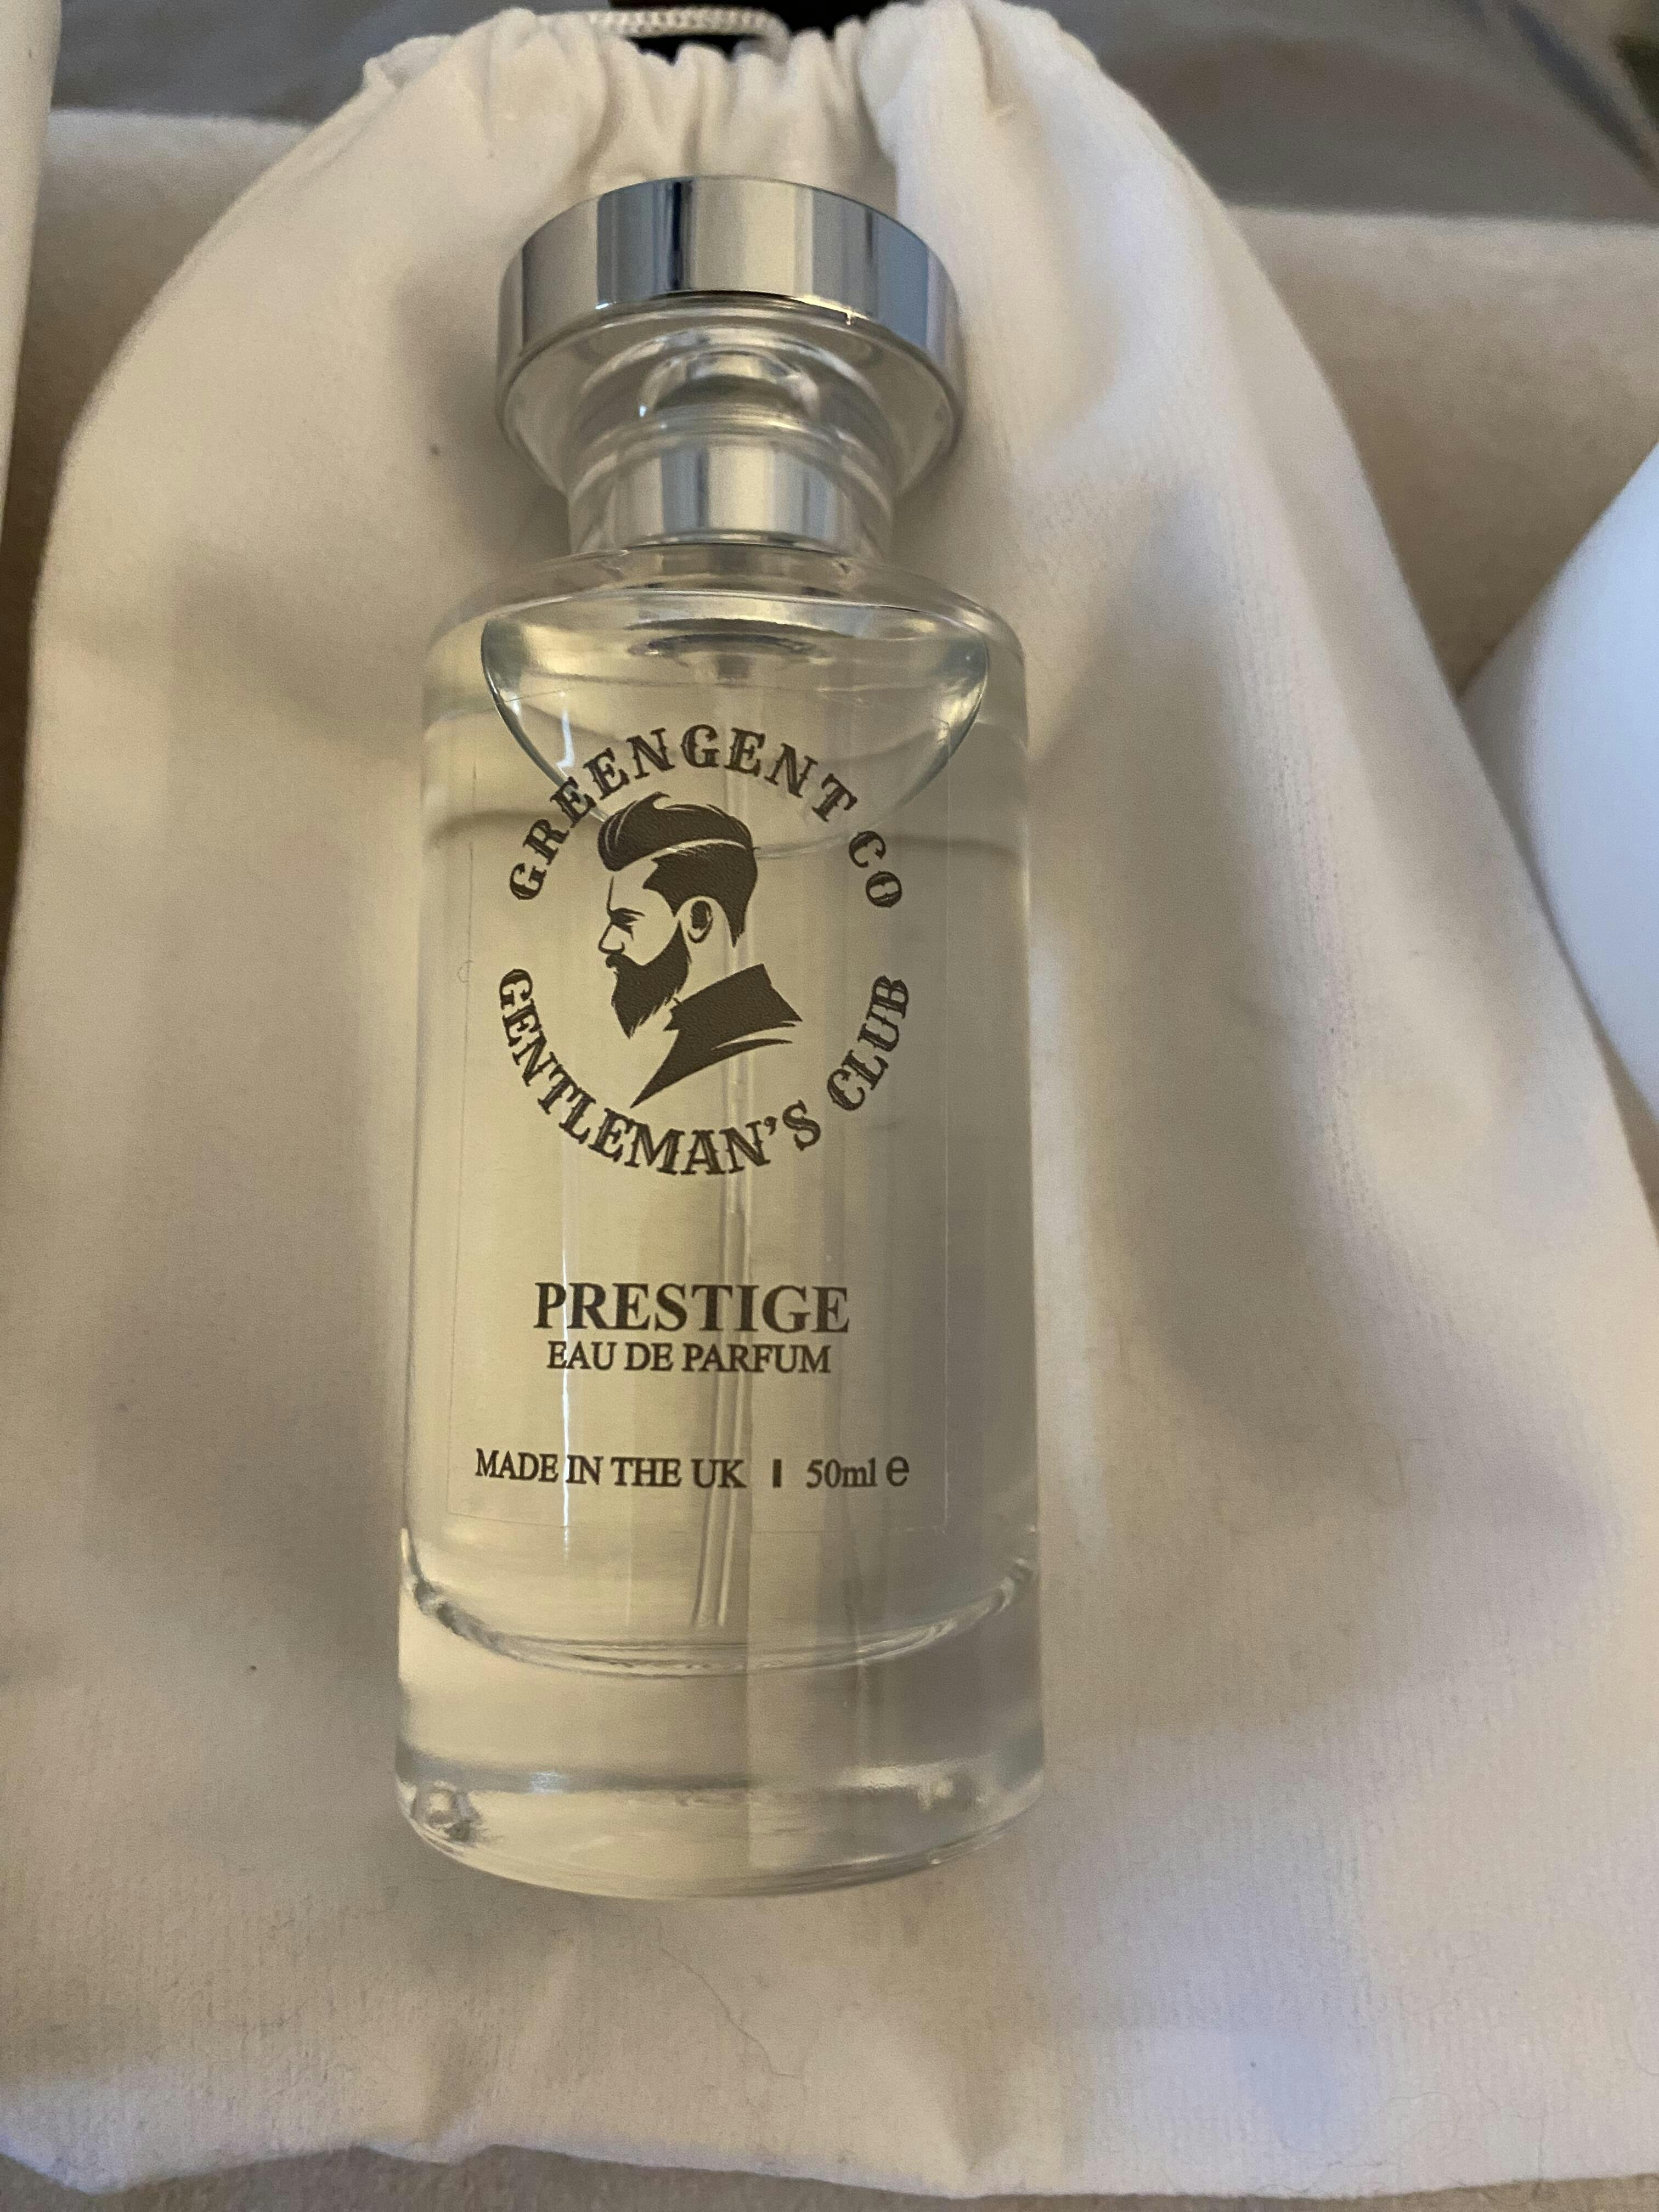 GREENGENT CO
GENTLEMAN'S CLUB
PRESTIGE
EAU DE PARFUM
MADE IN THE UK I 50ml e